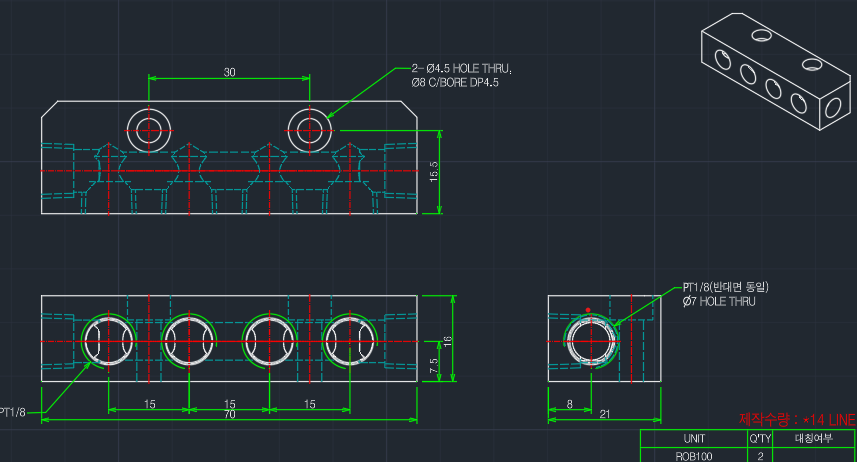 30
2- Ø4.5 HOLE THRU,
Ø8 C/BORE DP4.5
15.5
PT1/8(반대면 동일)
Ø7 HOLE THRU
16
7.5
PT1/8
15
15
15
70
8
21
제작수량 : *14 LINE
UNIT Q'TY 대칭여부
ROB100 2